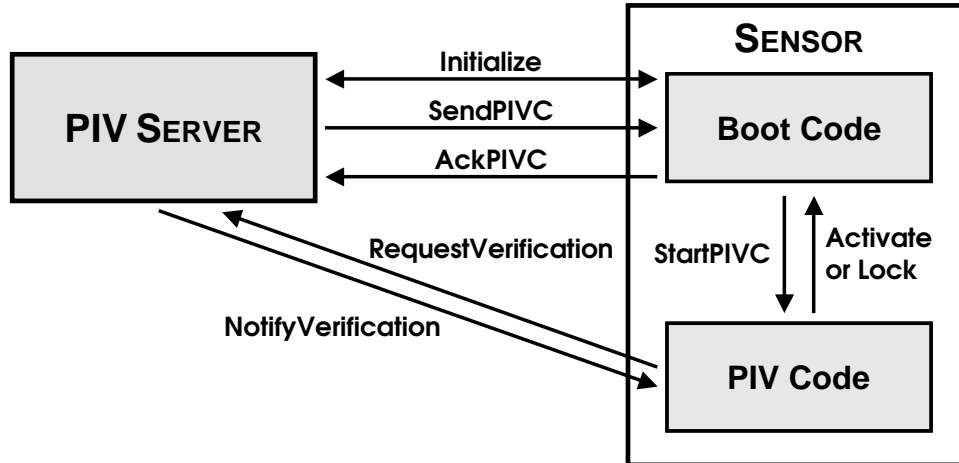 SENSOR
Initialize
PIV SERVER
SendPIVC
Boot Code
AckPIVC
RequestVerification
StartPIVC
Activate
or Lock
NotifyVerification
PIV Code